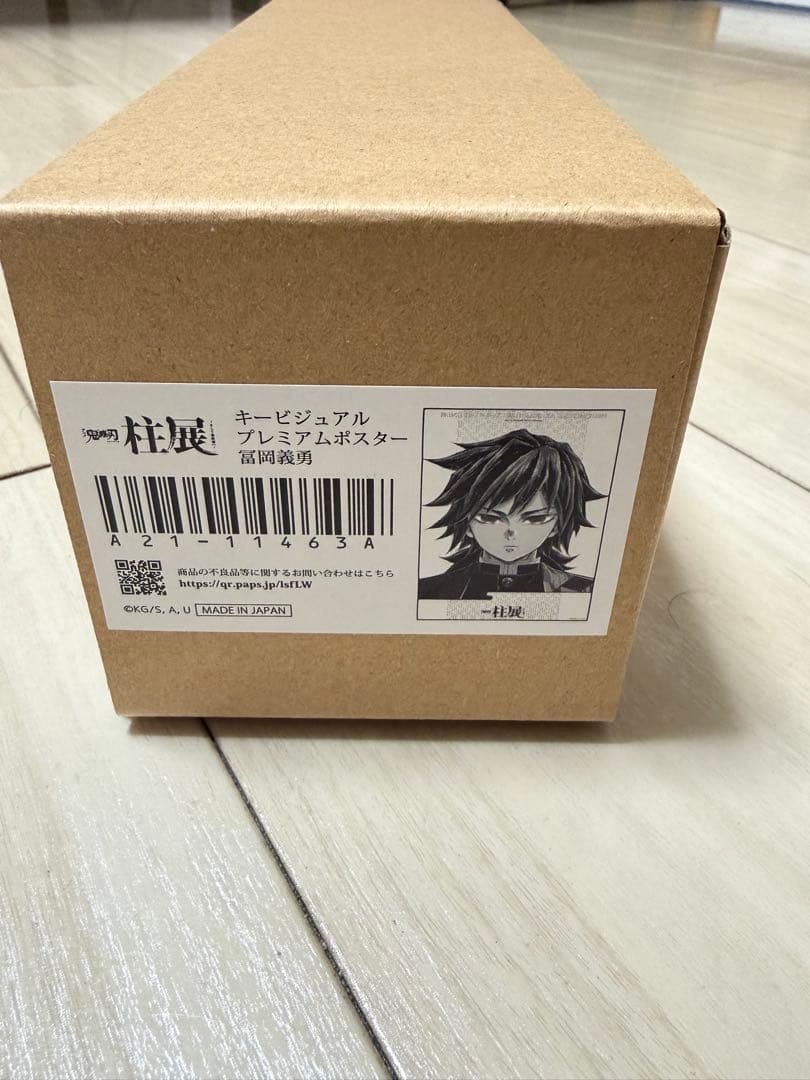 鬼滅の刃 柱展
キービジュアル
プレミアムポスター
冨岡義勇
A21-11463A
商品の不良品等に関するお問い合わせはこちら
https://qr.paps.jp/lsfLW
©KG/S, A, U MADE IN JAPAN
柱展